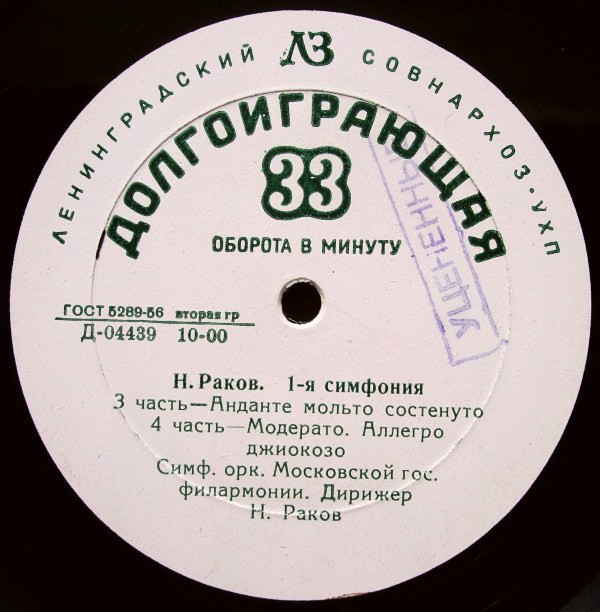 ЛЕНИНГРАДСКИЙ ЛЗ СОВНАРХОЗ·УХП
ДОЛГОИГРАЮЩАЯ
33
ОБОРОТА В МИНУТУ
УЦЕНЕННЫЙ
ГОСТ 5289-56 вторая гр
Д-04439 10-00
Н. Раков. 1-я симфония
3 часть—Анданте мольто состенуто
4 часть—Модерато. Аллегро
джиокозо
Симф. орк. Московской гос.
филармонии. Дирижер
Н. Раков